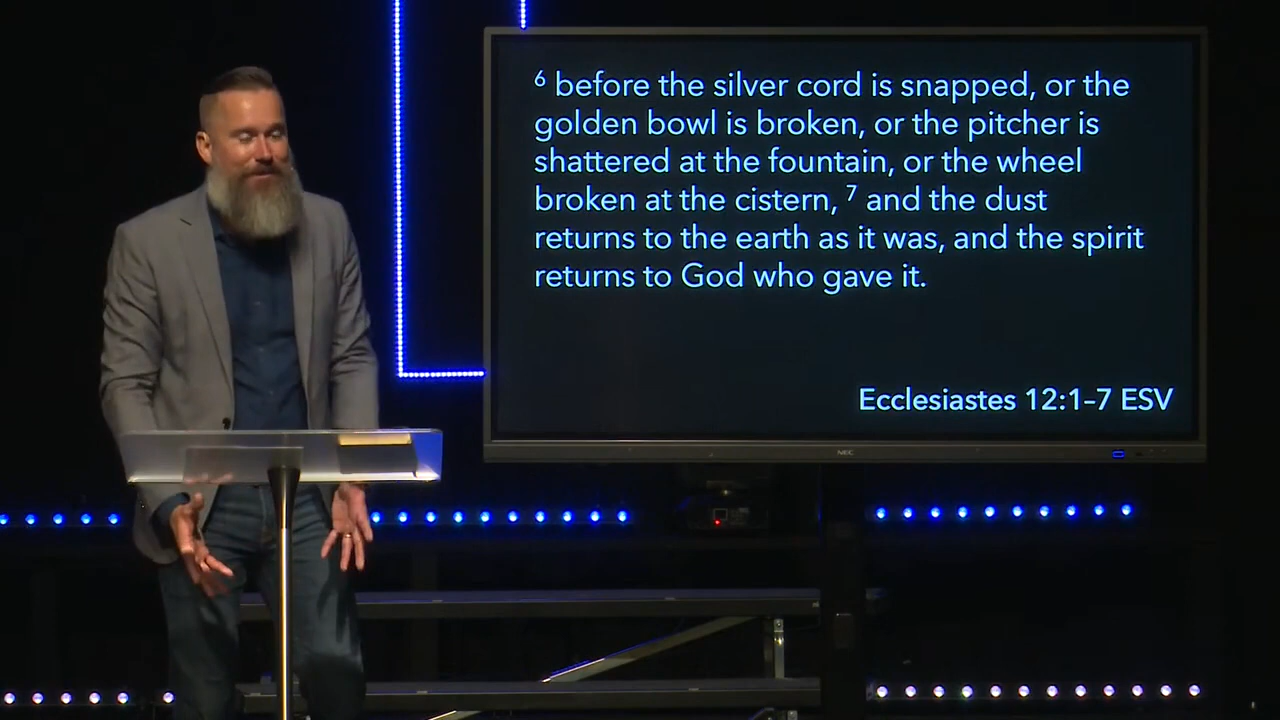 6 before the silver cord is snapped, or the
golden bowl is broken, or the pitcher is
shattered at the fountain, or the wheel
broken at the cistern, 7 and the dust
returns to the earth as it was, and the spirit
returns to God who gave it.
Ecclesiastes 12:1–7 ESV
NEC